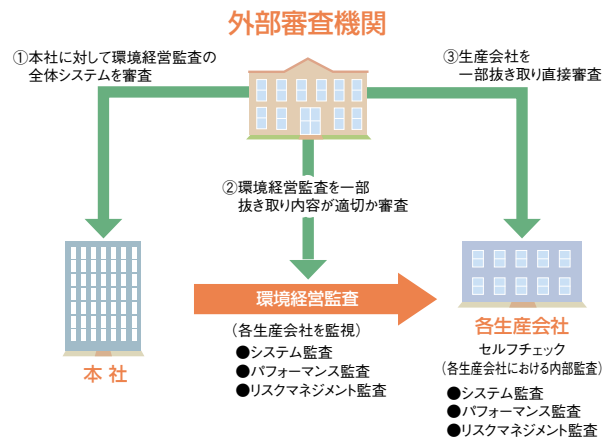 外部審査機関
①本社に対して環境経営監査の
全体システムを審査
③生産会社を
一部抜き取り直接審査
②環境経営監査を一部
抜き取り内容が適切か審査
環境経営監査
(各生産会社を監視)
●システム監査
●パフォーマンス監査
●リスクマネジメント監査
本 社
各生産会社
セルフチェック
(各生産会社における内部監査)
●システム監査
●パフォーマンス監査
●リスクマネジメント監査